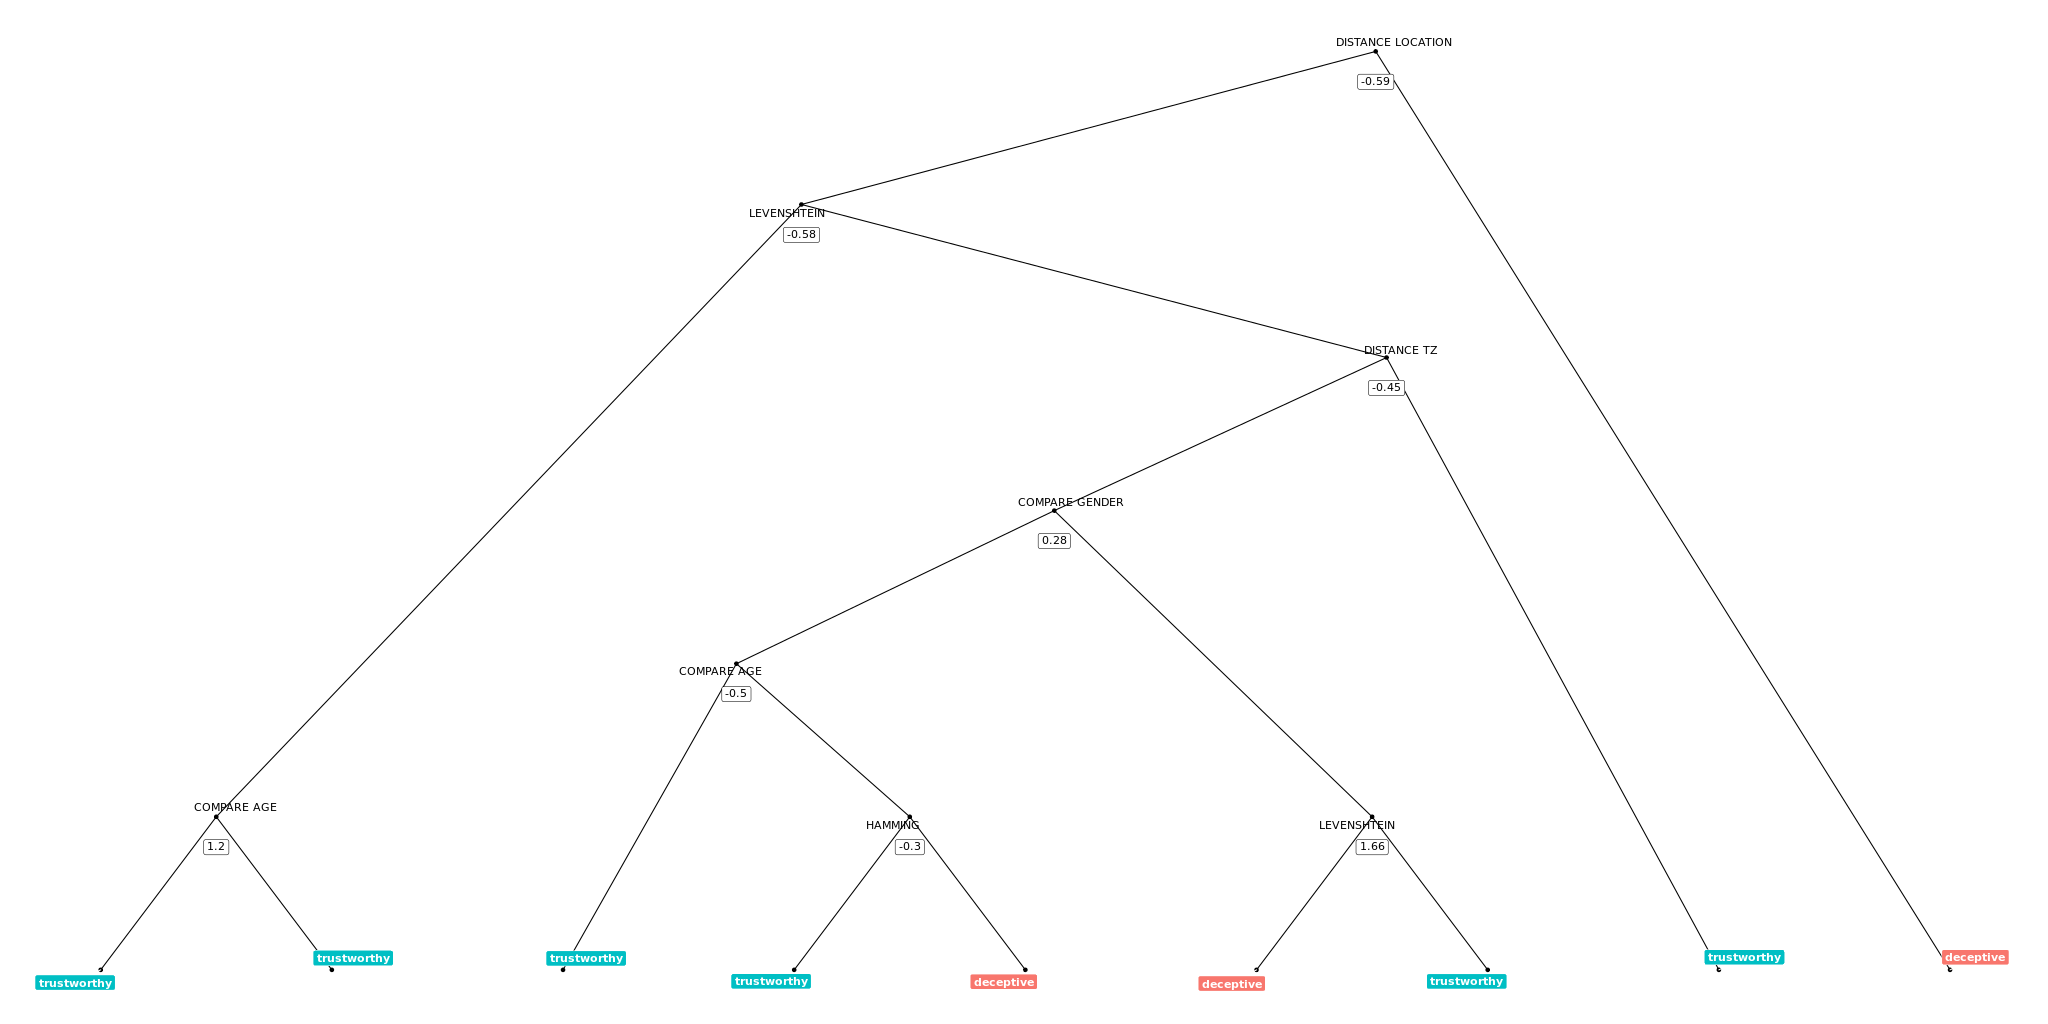 DISTANCE LOCATION
-0.59
LEVENSHTEIN
-0.58
DISTANCE TZ
-0.45
COMPARE GENDER
0.28
COMPARE AGE
-0.5
COMPARE AGE
1.2
HAMMING
-0.3
LEVENSHTEIN
1.66
trustworthy
trustworthy
trustworthy
trustworthy
deceptive
deceptive
trustworthy
trustworthy
deceptive